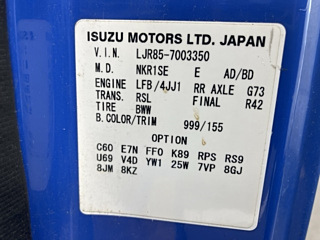 ISUZU MOTORS LTD. JAPAN
V.I.N. LJR85-7003350
M.D. NKR1SE E AD/BD
ENGINE LFB/4JJ1 RR AXLE G73
TRANS. RSL FINAL R42
TIRE BWW
B.COLOR/TRIM 999/155
OPTION
C60 E7N FF0 K89 RPS RS9
U69 V4D YW1 25W 7VP 8GJ
8JM 8KZ